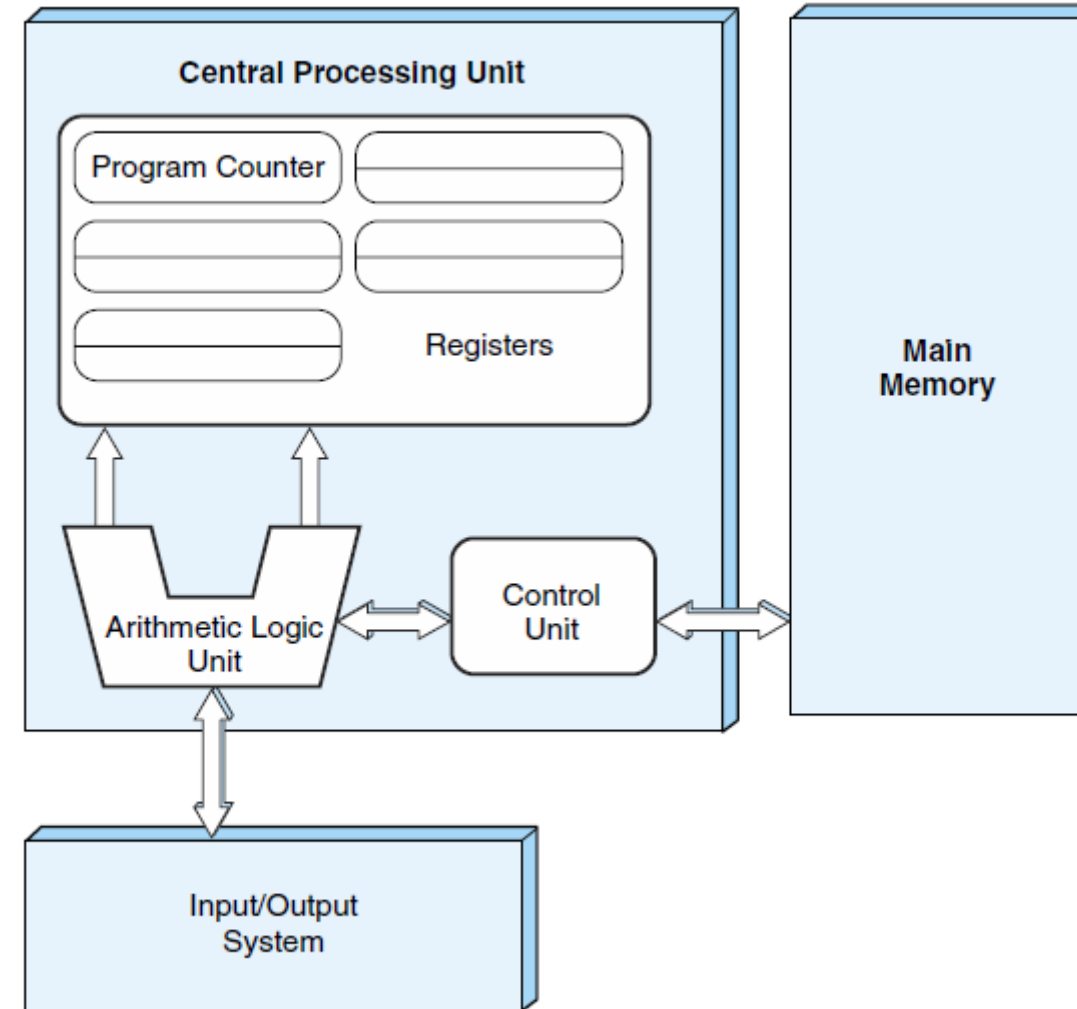 Central Processing Unit
Program Counter
Registers
Main
Memory
Arithmetic Logic
Unit
Control
Unit
Input/Output
System